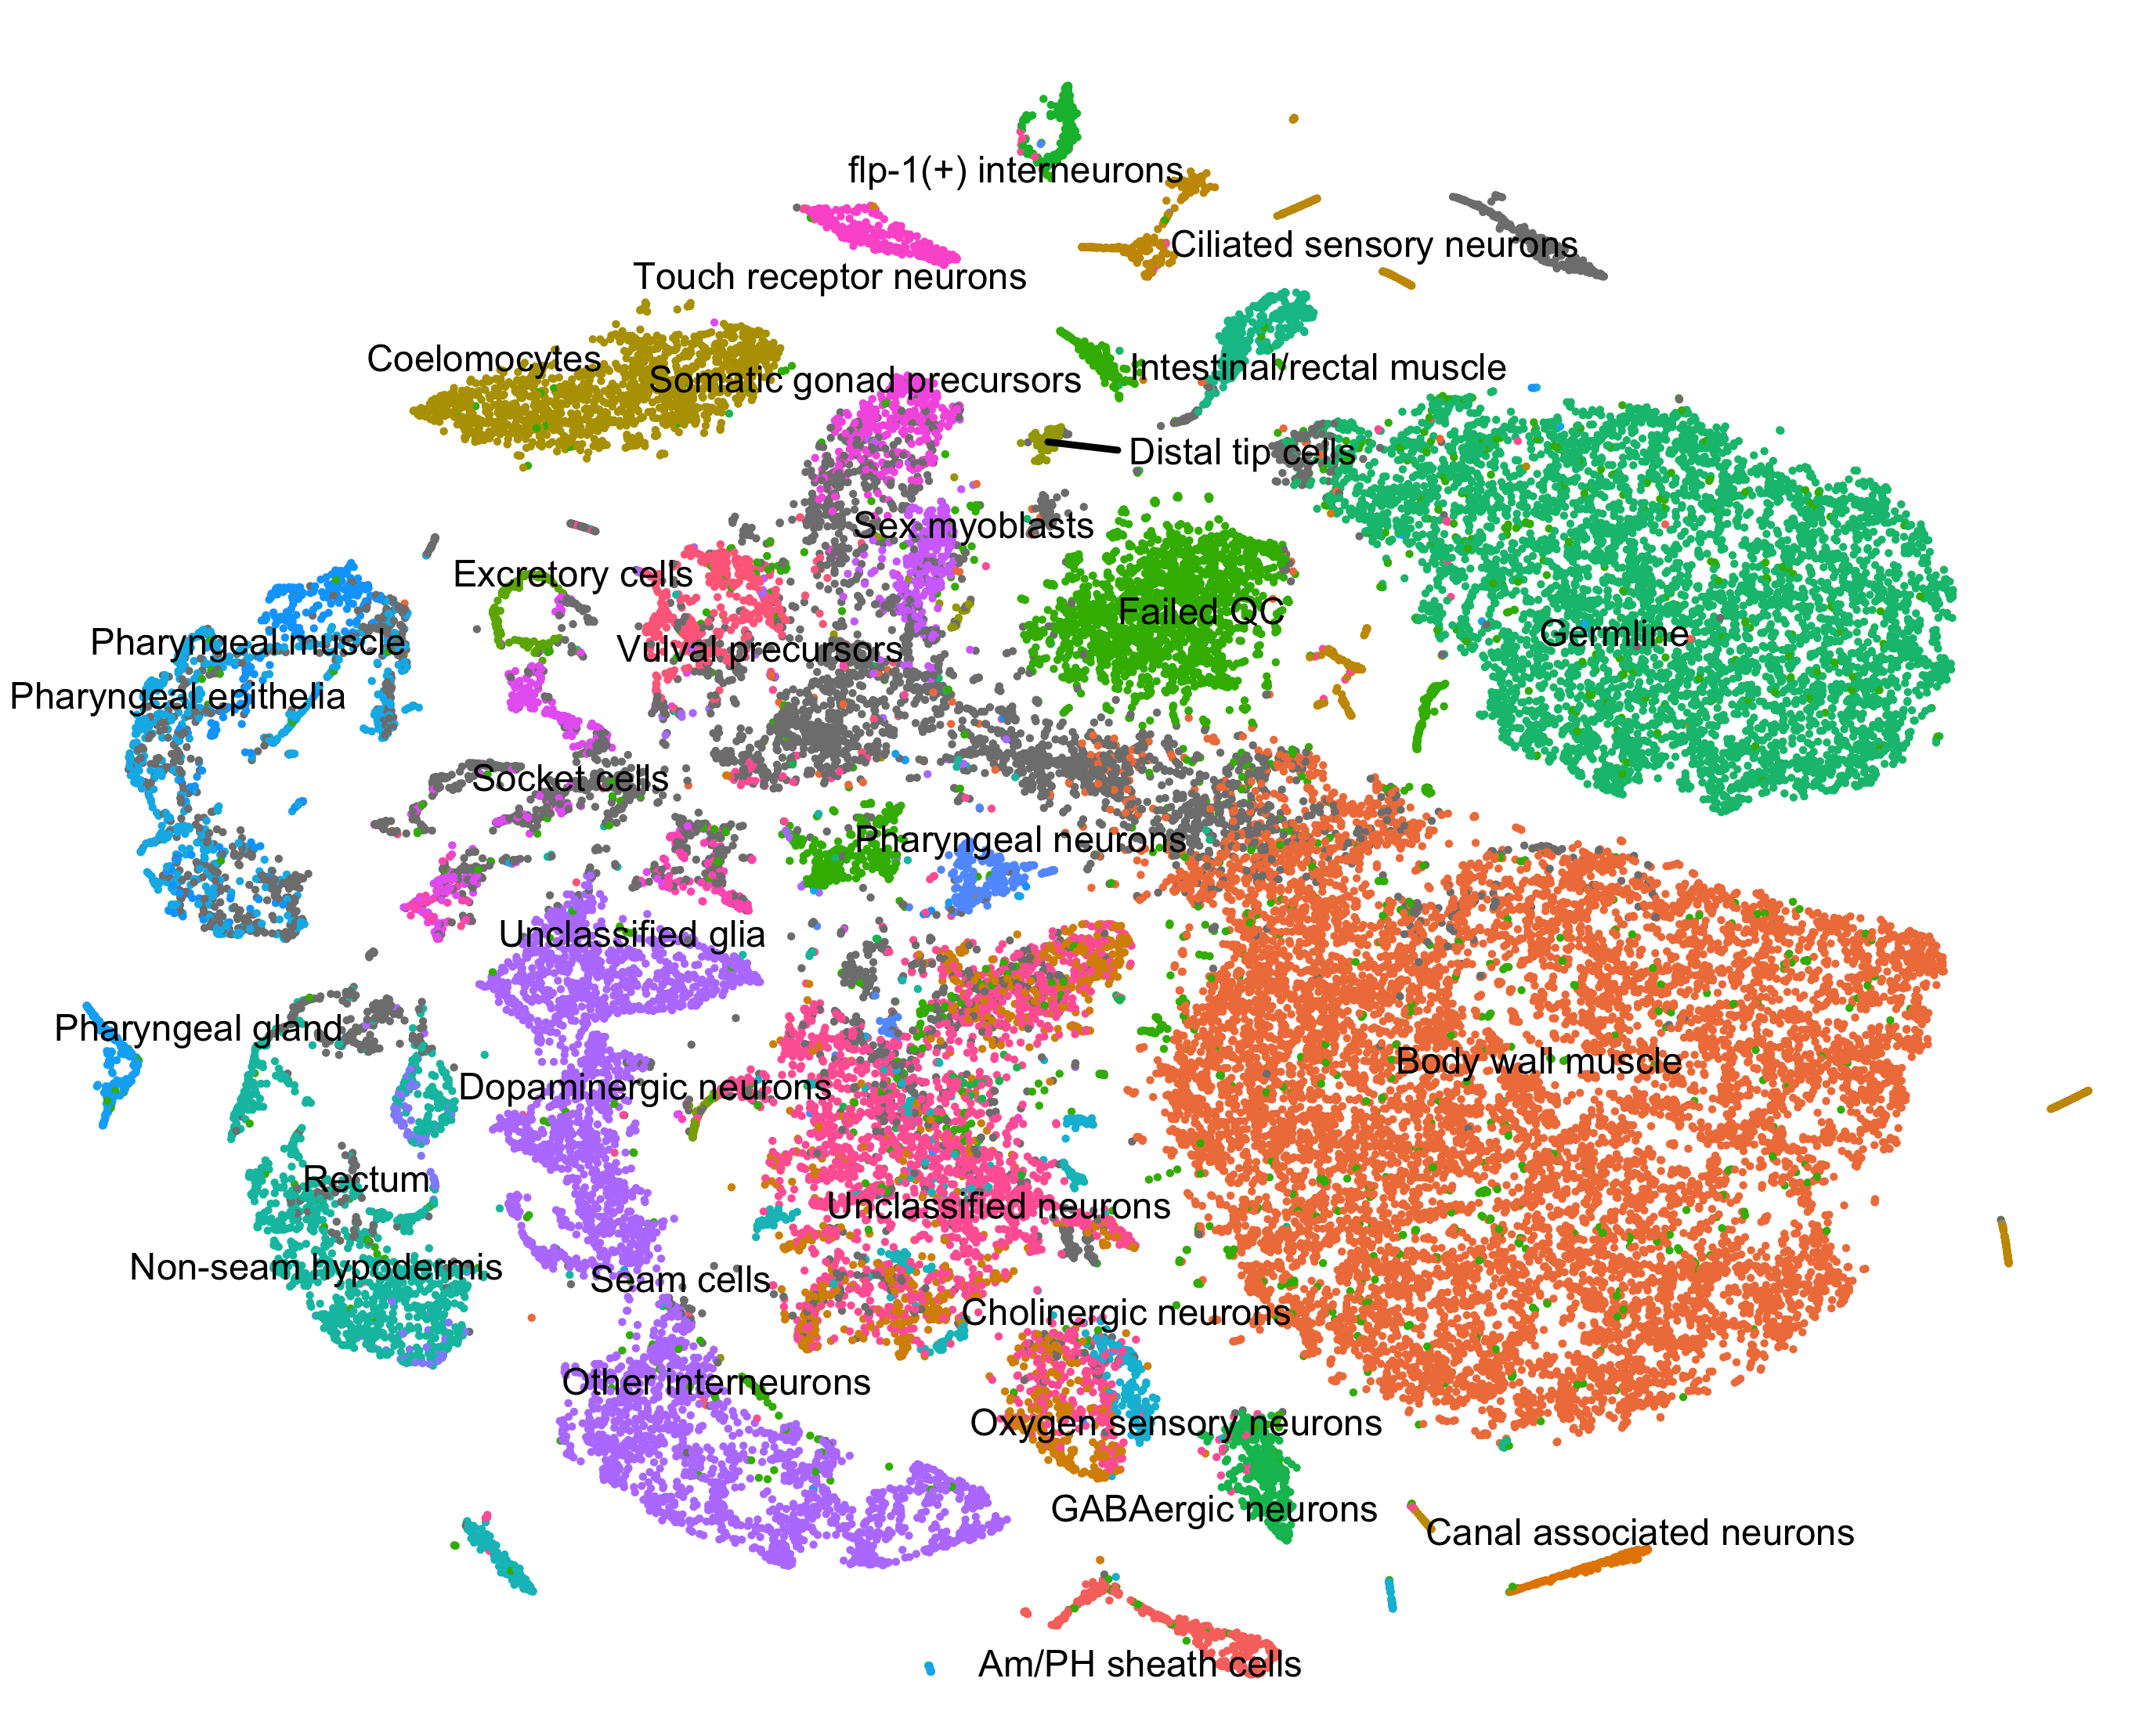 flp-1(+) interneurons
Ciliated sensory neurons
Touch receptor neurons
Coelomocytes
Intestinal/rectal muscle
Somatic gonad precursors
Distal tip cells
Sex myoblasts
Excretory cells
Failed QC
Germline
Pharyngeal muscle
Vulval precursors
Pharyngeal epithelia
Socket cells
Pharyngeal neurons
Unclassified glia
Pharyngeal gland
Body wall muscle
Dopaminergic neurons
Rectum
Unclassified neurons
Non-seam hypodermis
Seam cells
Cholinergic neurons
Other interneurons
Oxygen sensory neurons
GABAergic neurons
Canal associated neurons
Am/PH sheath cells